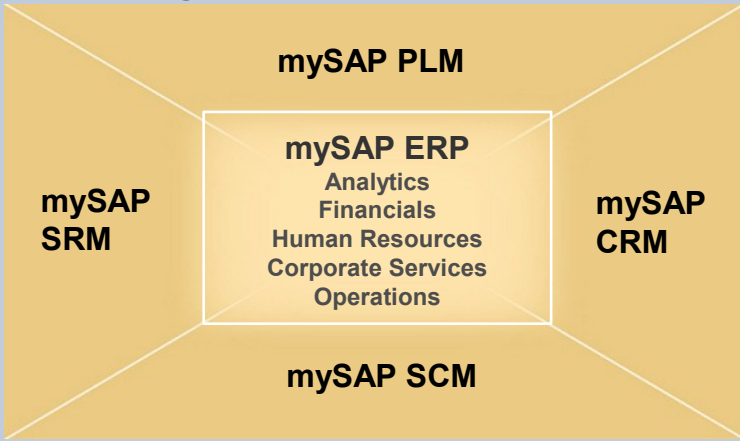 mySAP PLM
mySAP ERP
Analytics
Financials
Human Resources
Corporate Services
Operations
mySAP
SRM
mySAP
CRM
mySAP SCM